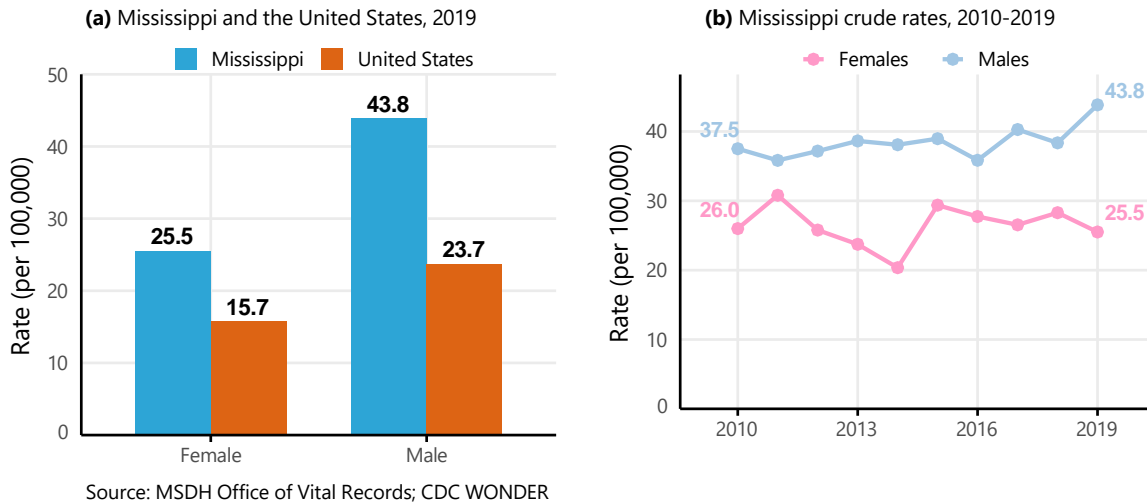 (a) Mississippi and the United States, 2019
Mississippi United States
Rate (per 100,000)
50
40
30
20
10
0
25.5
15.7
43.8
23.7
Female Male
Source: MSDH Office of Vital Records; CDC WONDER
(b) Mississippi crude rates, 2010-2019
Females Males
Rate (per 100,000)
40
30
20
10
0
37.5
43.8
26.0
25.5
2010 2013 2016 2019